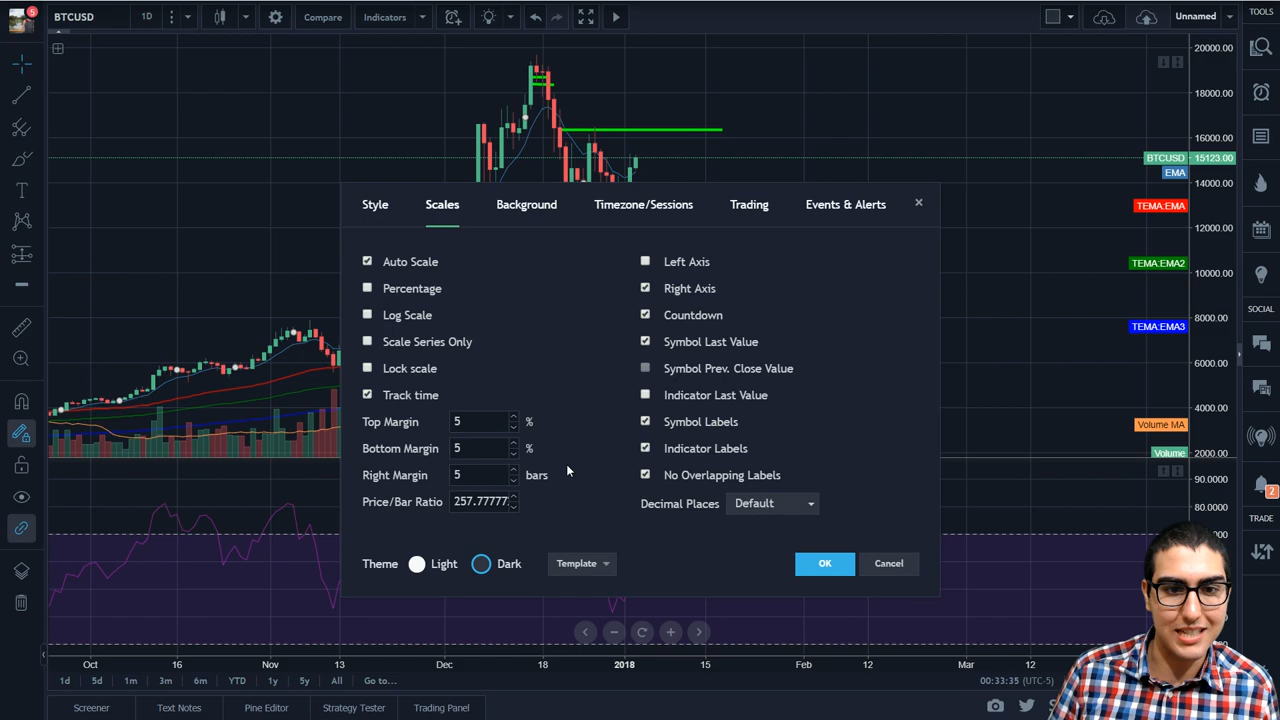 5
BTCUSD
1D
Compare
Indicators
Unnamed
TOOLS
20000.00
18000.00
16000.00
BTCUSD 15123.00
EMA
14000.00
TEMA:EMA
12000.00
TEMA:EMA2
10000.00
TEMA:EMA3
8000.00
6000.00
4000.00
Volume MA
Volume
2000.00
90.0000
80.0000
SOCIAL
2
TRADE
Style
Scales
Background
Timezone/Sessions
Trading
Events & Alerts
×
Auto Scale
Percentage
Log Scale
Scale Series Only
Lock scale
Track time
Top Margin 5 %
Bottom Margin 5 %
Right Margin 5 bars
Price/Bar Ratio 257.77777
Left Axis
Right Axis
Countdown
Symbol Last Value
Symbol Prev. Close Value
Indicator Last Value
Symbol Labels
Indicator Labels
No Overlapping Labels
Decimal Places Default
Theme Light Dark Template
OK
Cancel
Oct 16 Nov 13 Dec 18 2018 15 Feb 12 Mar 12
1d 5d 1m 3m 6m YTD 1y 5y All Go to...
00:33:35 (UTC-5)
Screener
Text Notes
Pine Editor
Strategy Tester
Trading Panel